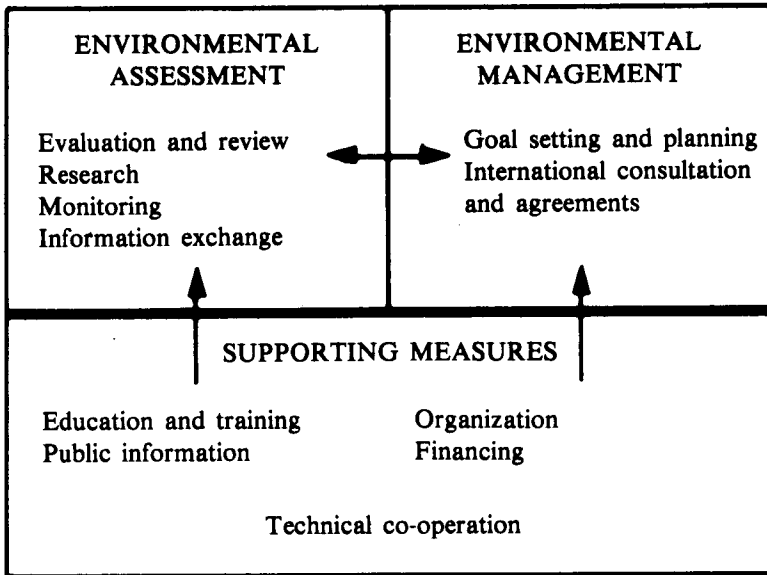 ENVIRONMENTAL
ASSESSMENT
Evaluation and review
Research
Monitoring
Information exchange
ENVIRONMENTAL
MANAGEMENT
Goal setting and planning
International consultation
and agreements
SUPPORTING MEASURES
Education and training
Public information
Organization
Financing
Technical co-operation